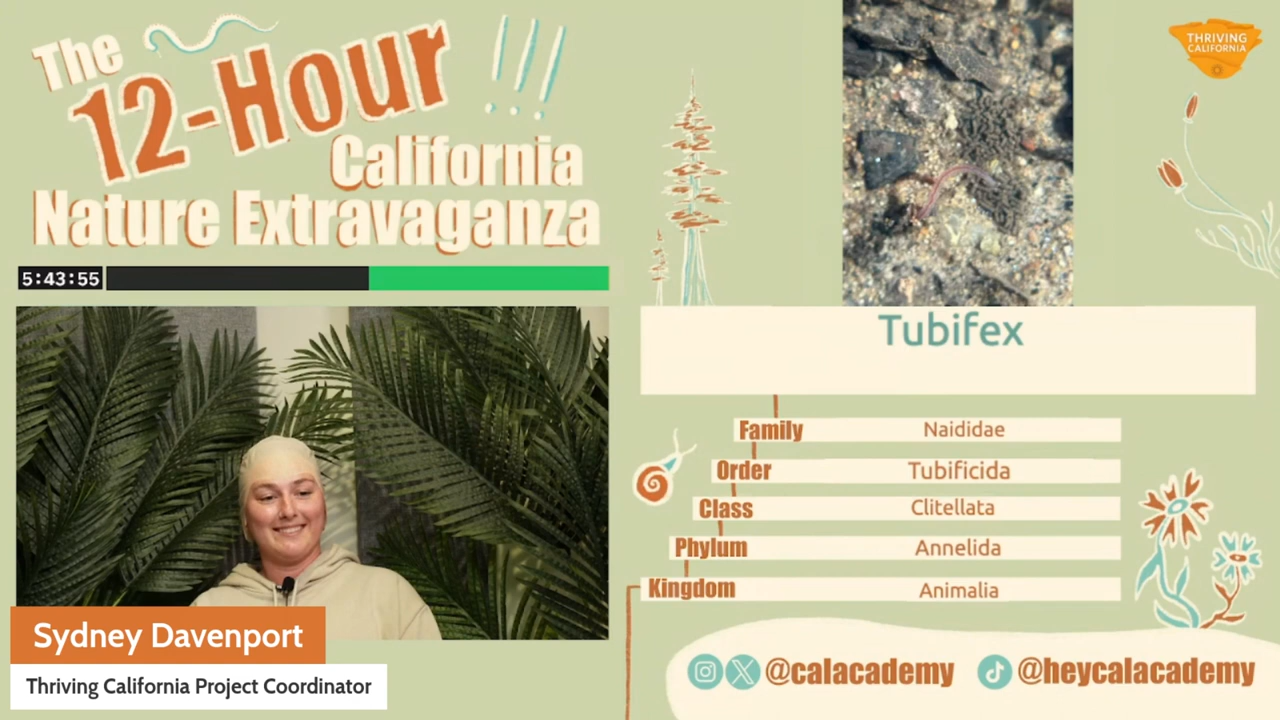 The
12-Hour !!!
California
Nature Extravaganza
5:43:55
Sydney Davenport
Thriving California Project Coordinator
THRIVING
CALIFORNIA
Tubifex
Family Naididae
Order Tubificida
Class Clitellata
Phylum Annelida
Kingdom Animalia
@calacademy @heycalacademy